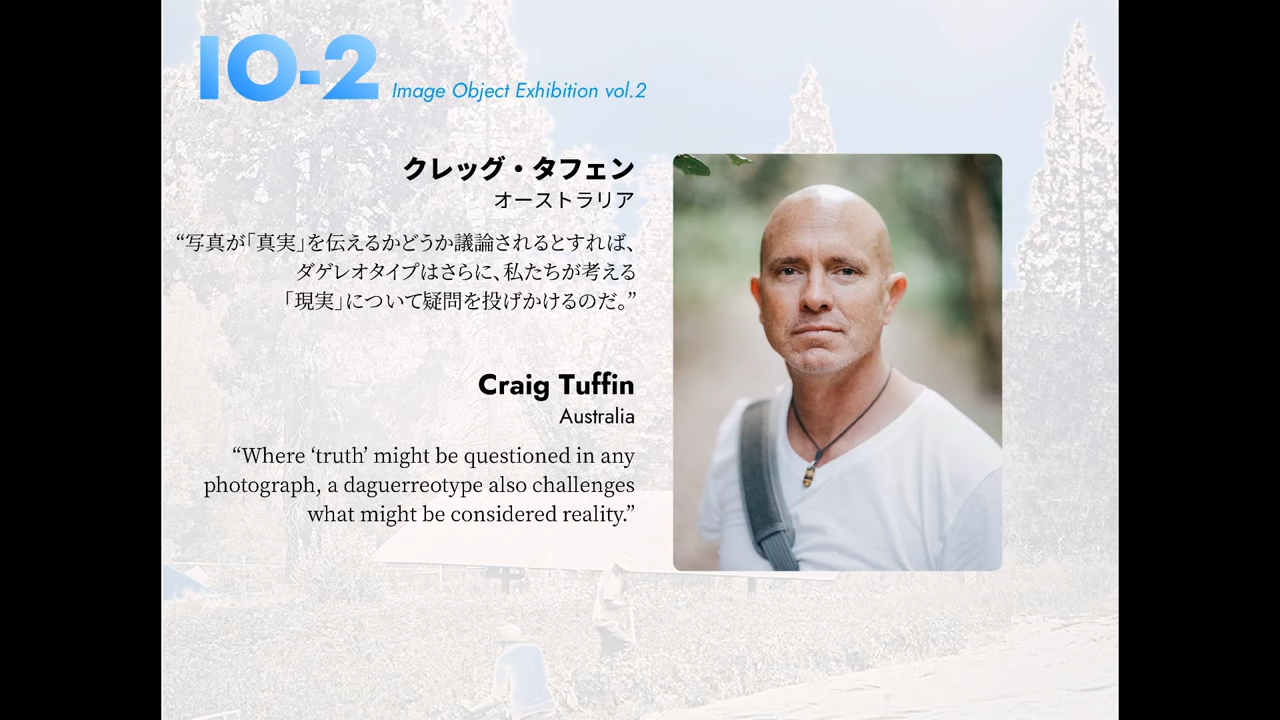 IO-2 Image Object Exhibition vol.2
クレッグ・タフェン
オーストラリア
“写真が「真実」を伝えるかどうか議論されるとすれば、
ダゲレオタイプはさらに、私たちが考える
「現実」について疑問を投げかけるのだ。”
Craig Tuffin
Australia
“Where ‘truth’ might be questioned in any
photograph, a daguerreotype also challenges
what might be considered reality.”